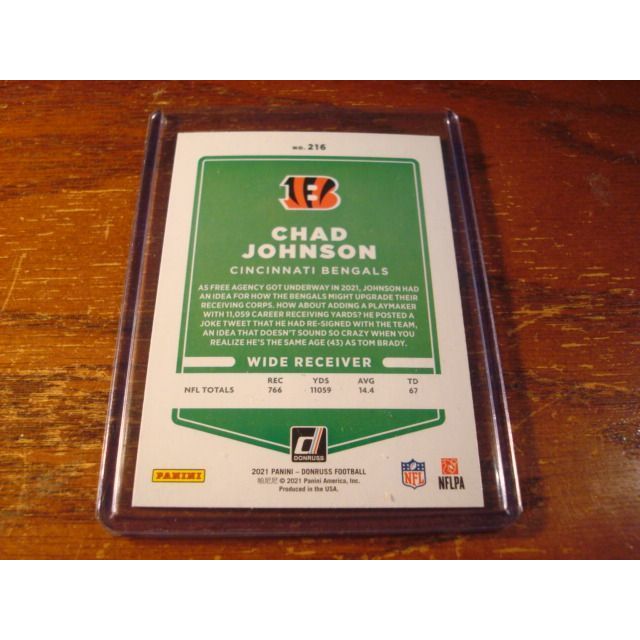 NO. 216
B
CHAD
JOHNSON
CINCINNATI BENGALS
AS FREE AGENCY GOT UNDERWAY IN 2021, JOHNSON HAD
AN IDEA FOR HOW THE BENGALS MIGHT UPGRADE THEIR
RECEIVING CORPS. HOW ABOUT ADDING A PLAYMAKER
WITH 11,059 CAREER RECEIVING YARDS? HE POSTED A
JOKE TWEET THAT HE HAD RE-SIGNED WITH THE TEAM,
AN IDEA THAT DOESN'T SOUND SO CRAZY WHEN YOU
REALIZE HE'S THE SAME AGE (43) AS TOM BRADY.
WIDE RECEIVER
REC YDS AVG TD
NFL TOTALS 766 11059 14.4 67
DONRUSS
PANINI
2021 PANINI – DONRUSS FOOTBALL
帕尼尼 © 2021 Panini America, Inc.
Produced in the USA.
NFL
NFLPA